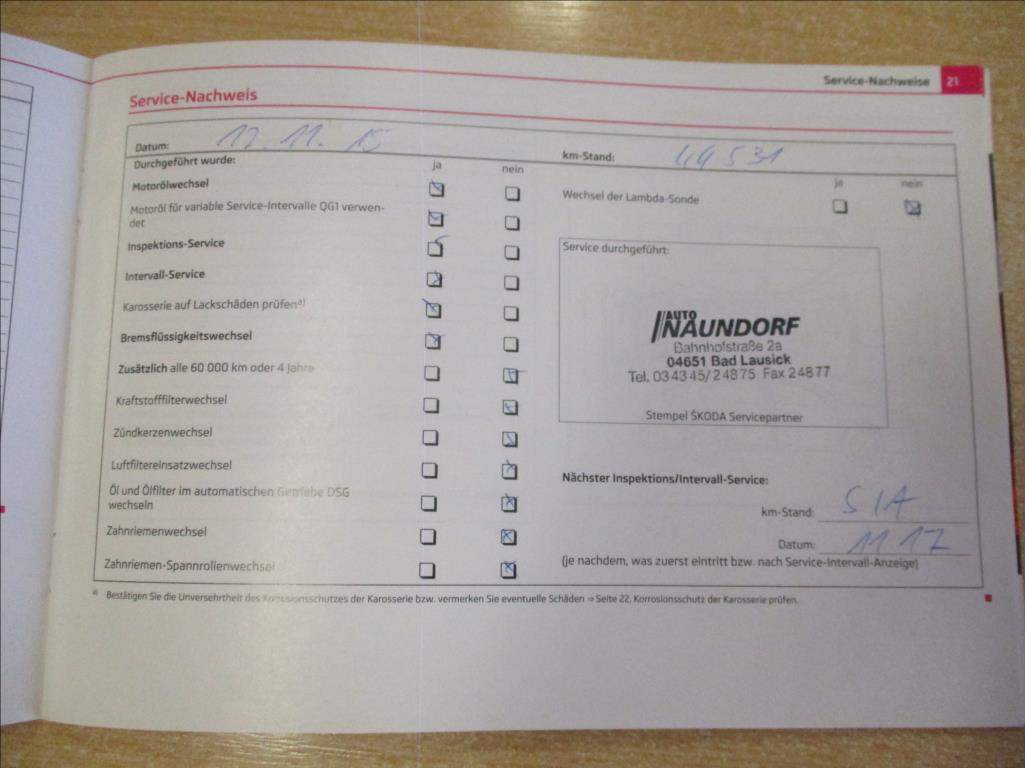 Service-Nachweise 21
Service-Nachweis
Datum: 17.11.15
km-Stand: 44531
Durchgeführt wurde:
ja nein
Motorölwechsel
Motoröl für variable Service-Intervalle QG1 verwen-
det
Inspektions-Service
Intervall-Service
Karosserie auf Lackschäden prüfen a)
Bremsflüssigkeitswechsel
Zusätzlich alle 60 000 km oder 4 Jahre
Kraftstofffilterwechsel
Zündkerzenwechsel
Luftfiltereinsatzwechsel
Öl und Ölfilter im automatischen Getriebe DSG
wechseln
Zahnriemenwechsel
Zahnriemen-Spannrollenwechsel
ja nein
Wechsel der Lambda-Sonde
Service durchgeführt:
AUTO
NAUNDORF
Bahnhofstraße 2a
04651 Bad Lausick
Tel. 034345/24875 Fax 24877
Stempel ŠKODA Servicepartner
Nächster Inspektions/Intervall-Service:
km-Stand: SIA
Datum: 11 17
(je nachdem, was zuerst eintritt bzw. nach Service-Intervall-Anzeige)
a) Bestätigen Sie die Unversehrtheit des Korrosionsschutzes der Karosserie bzw. vermerken Sie eventuelle Schäden ⇒ Seite 22, Korrosionsschutz der Karosserie prüfen.